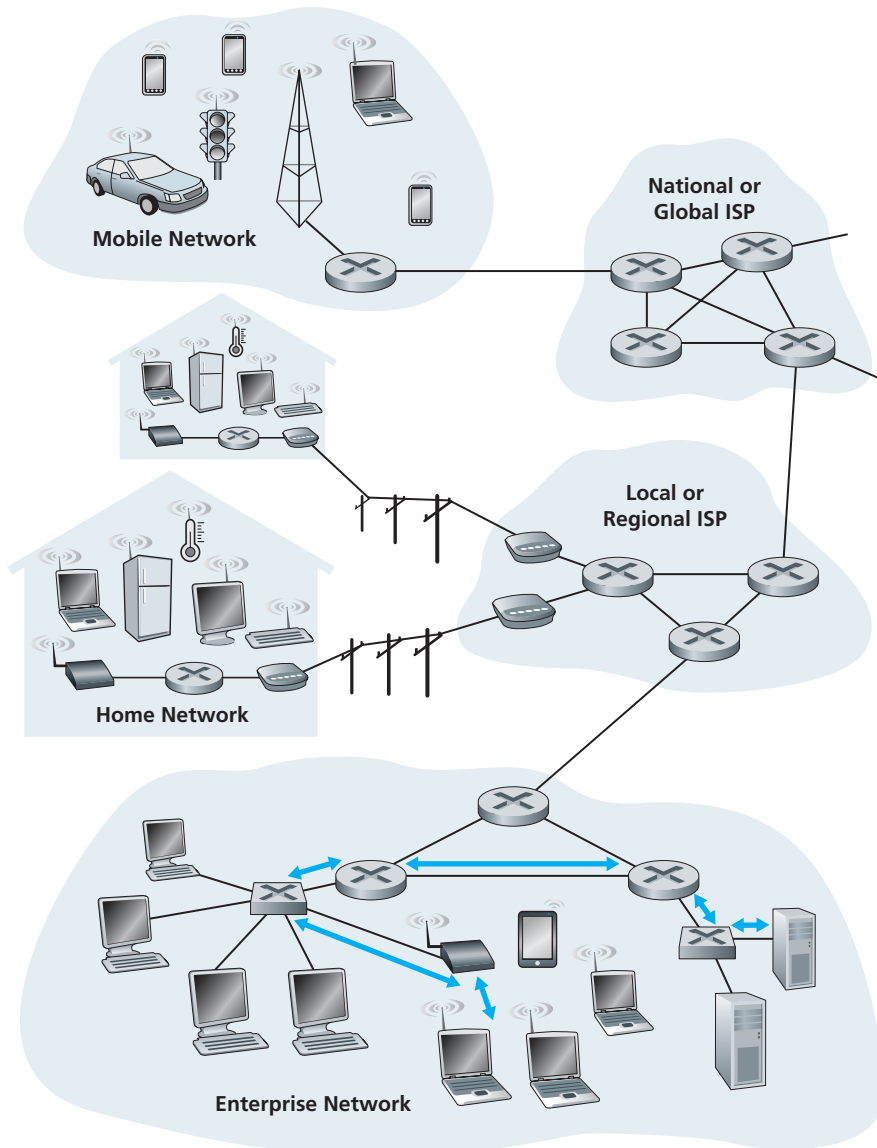 Mobile Network
National or
Global ISP
Local or
Regional ISP
Home Network
Enterprise Network